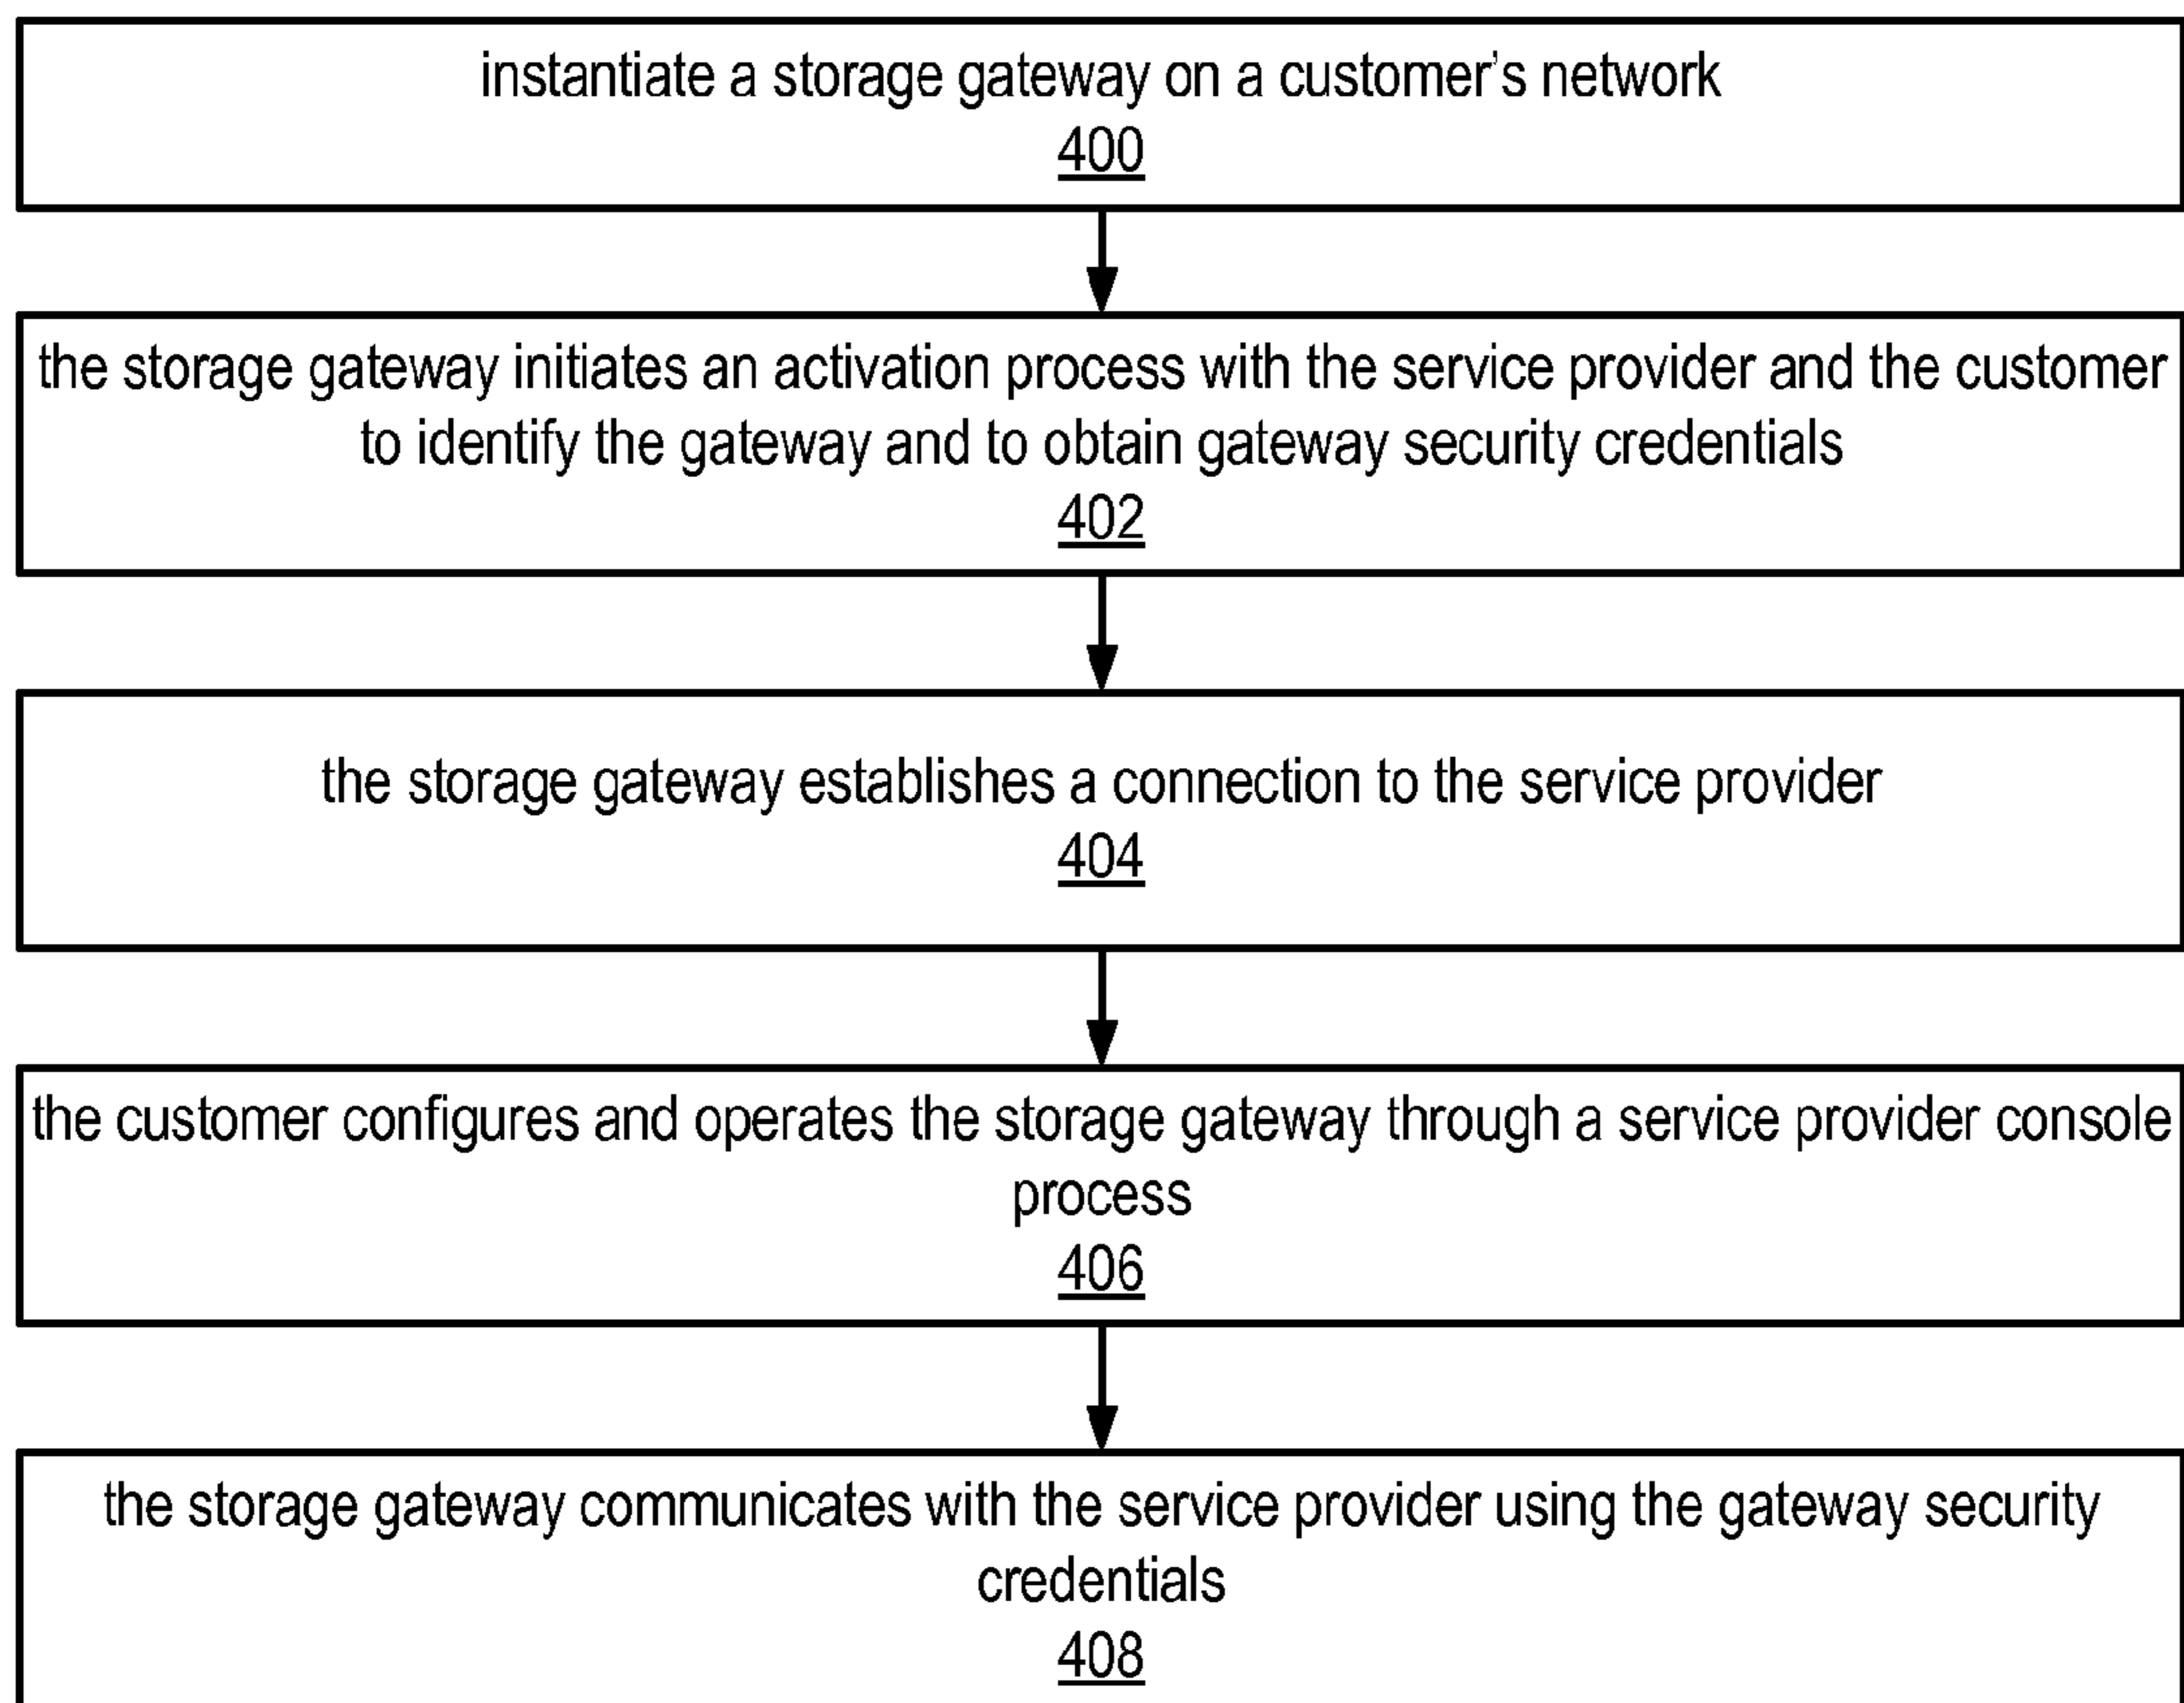 instantiate a storage gateway on a customer's network
400
the storage gateway initiates an activation process with the service provider and the customer
to identify the gateway and to obtain gateway security credentials
402
the storage gateway establishes a connection to the service provider
404
the customer configures and operates the storage gateway through a service provider console
process
406
the storage gateway communicates with the service provider using the gateway security
credentials
408